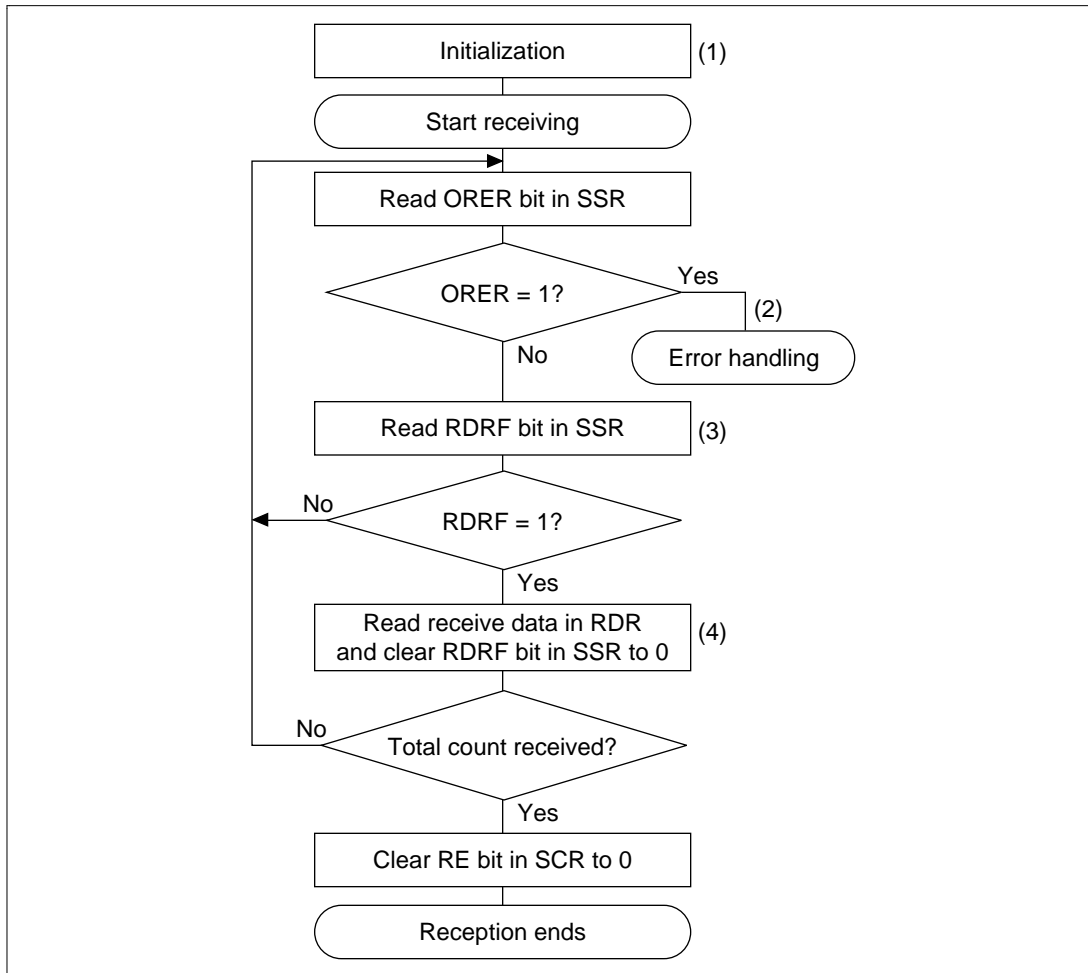 Initialization
(1)
Start receiving
Read ORER bit in SSR
ORER = 1?
Yes
(2)
Error handling
No
Read RDRF bit in SSR
(3)
No
RDRF = 1?
Yes
Read receive data in RDR
and clear RDRF bit in SSR to 0
(4)
No
Total count received?
Yes
Clear RE bit in SCR to 0
Reception ends